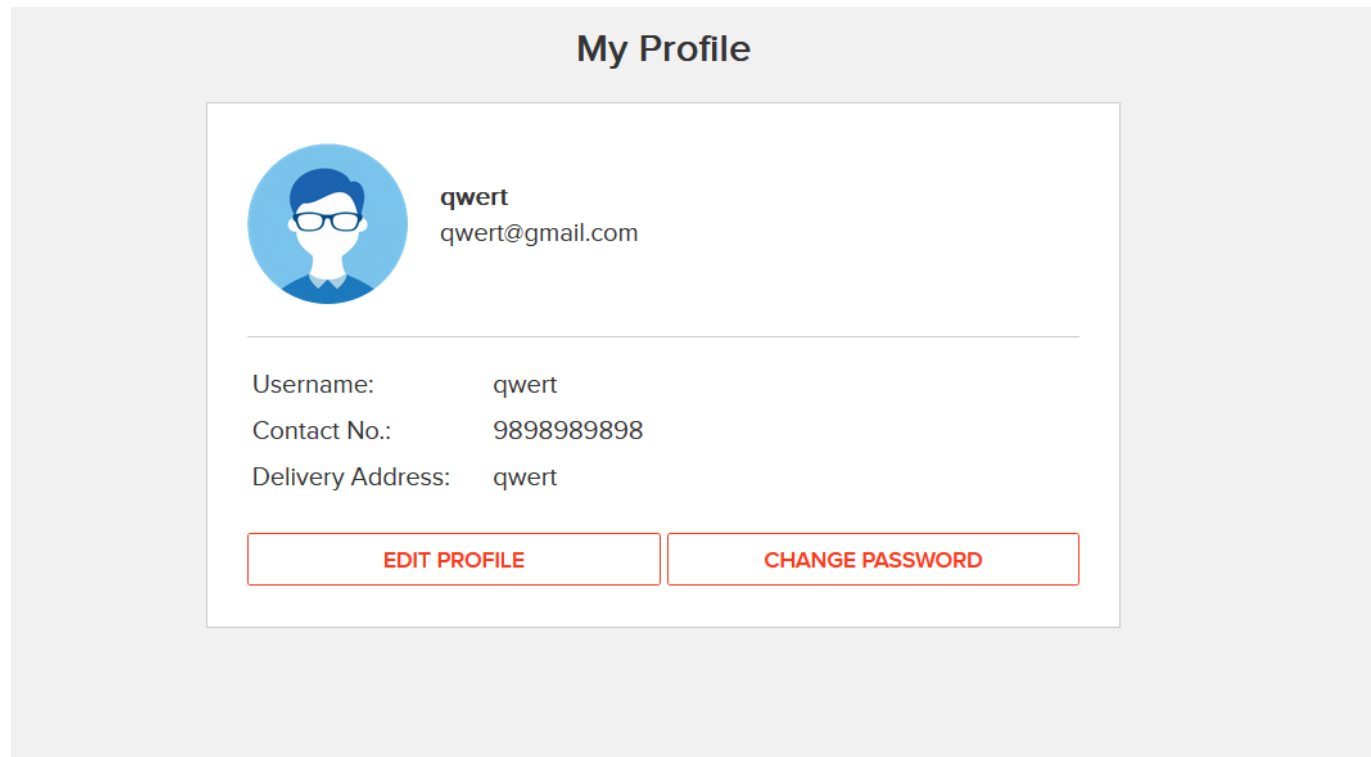 My Profile
qwert
qwert@gmail.com
Username: qwert
Contact No.: 9898989898
Delivery Address: qwert
EDIT PROFILE CHANGE PASSWORD